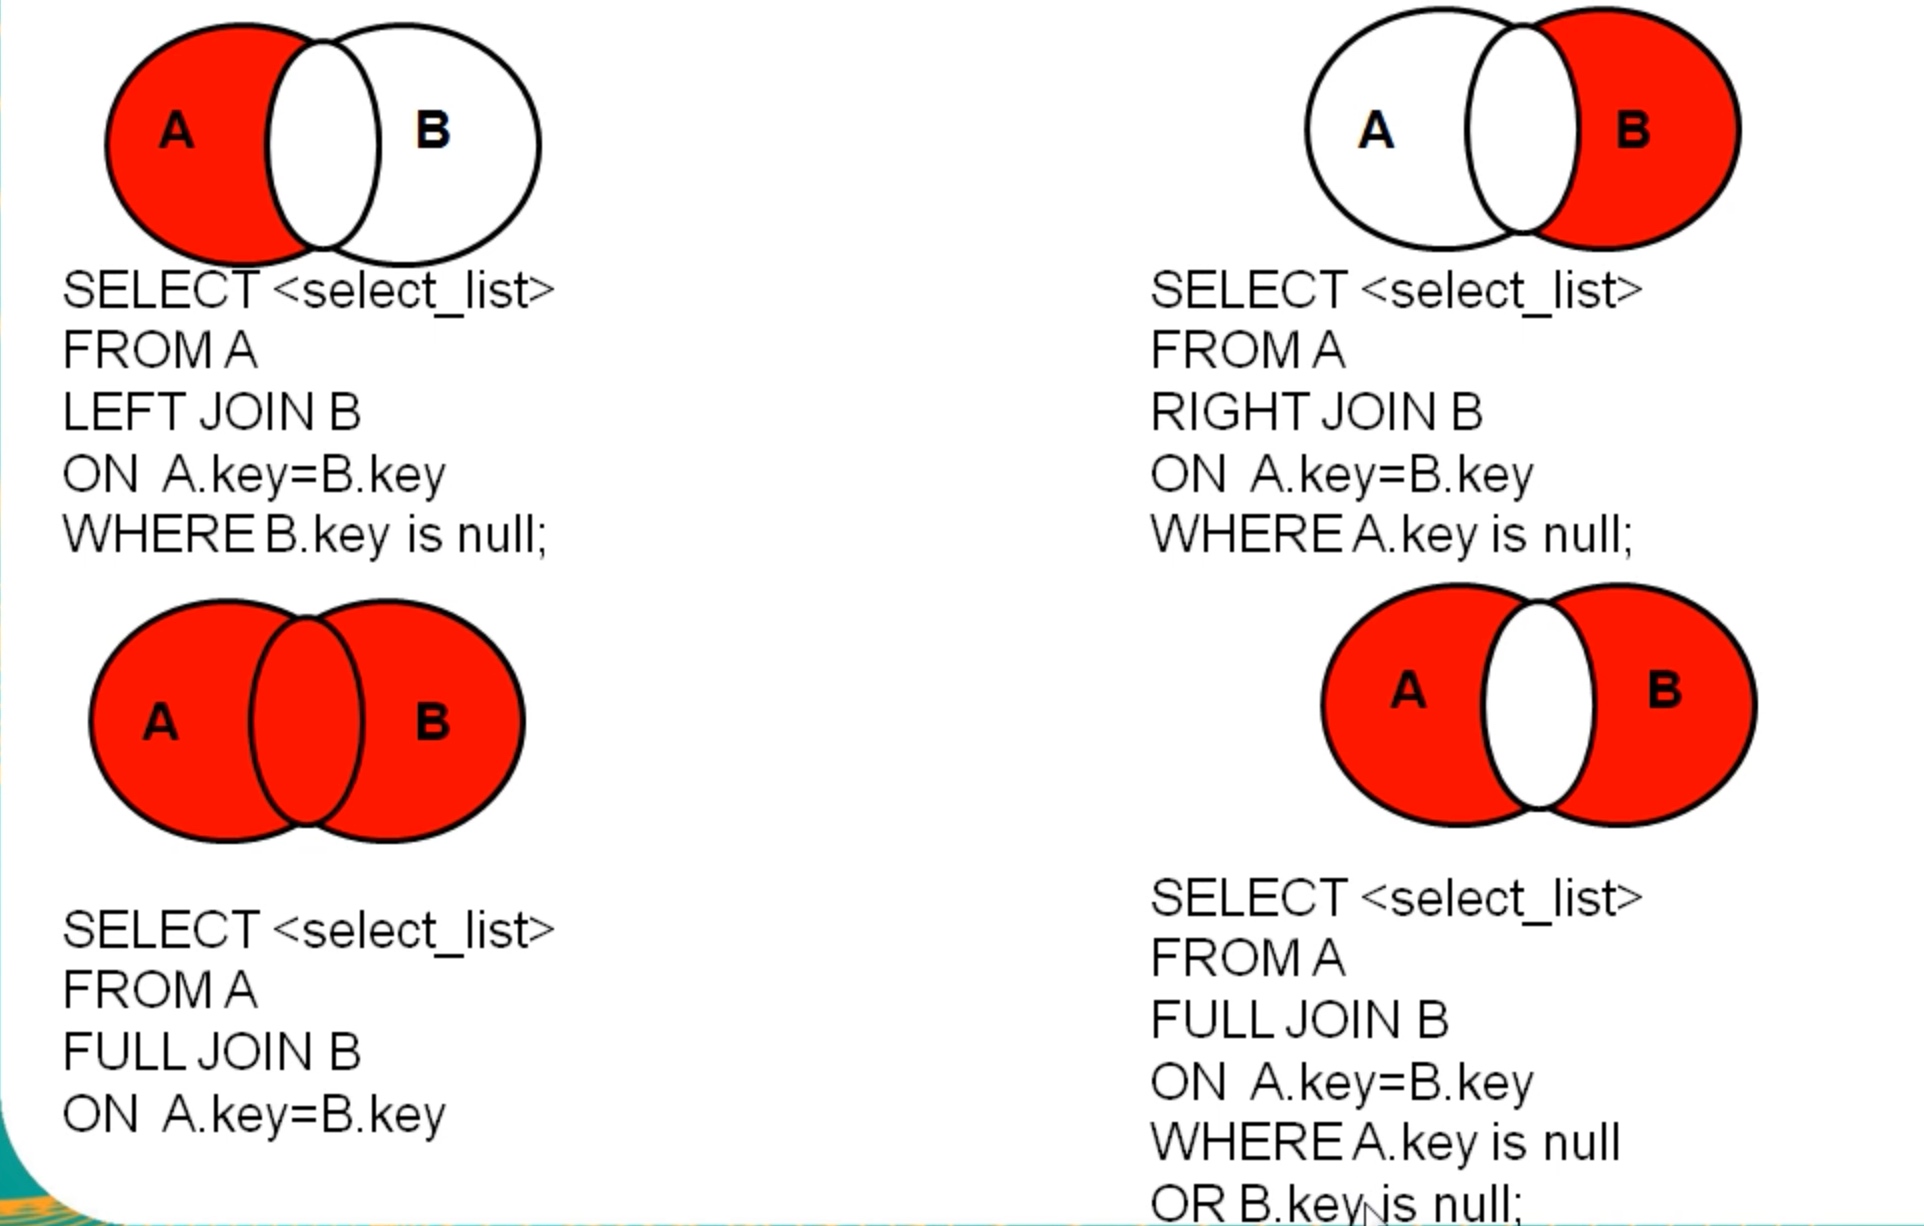 A
B
SELECT <select_list>
FROM A
LEFT JOIN B
ON A.key=B.key
WHERE B.key is null;
A
B
SELECT <select_list>
FROM A
RIGHT JOIN B
ON A.key=B.key
WHERE A.key is null;
A
B
SELECT <select_list>
FROM A
FULL JOIN B
ON A.key=B.key
A
B
SELECT <select_list>
FROM A
FULL JOIN B
ON A.key=B.key
WHERE A.key is null
OR B.key is null;